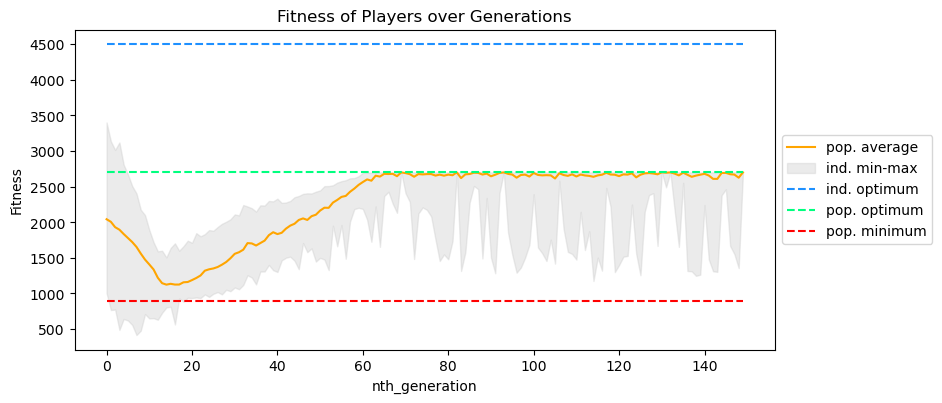 Fitness of Players over Generations
Fitness
4500
4000
3500
3000
2500
2000
1500
1000
500
0
20
40
60
80
100
120
140
nth_generation
pop. average
ind. min-max
ind. optimum
pop. optimum
pop. minimum